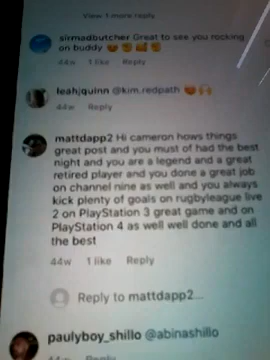 View 1 more reply
sirmadbutcher Great to see you rocking
on buddy
44w 1 like Reply
leahjquinn @kim.redpath
44w Reply
mattdapp2 Hi cameron hows things
great post and you must of had the best
night and you are a legend and a great
retired player and you done a great job
on channel nine as well and you always
kick plenty of goals on rugbyleague live
2 on PlayStation 3 great game and on
PlayStation 4 as well well done and all
the best
44w 1 like Reply
Reply to mattdapp2...
paulyboy_shillo @abinashillo
44w Reply